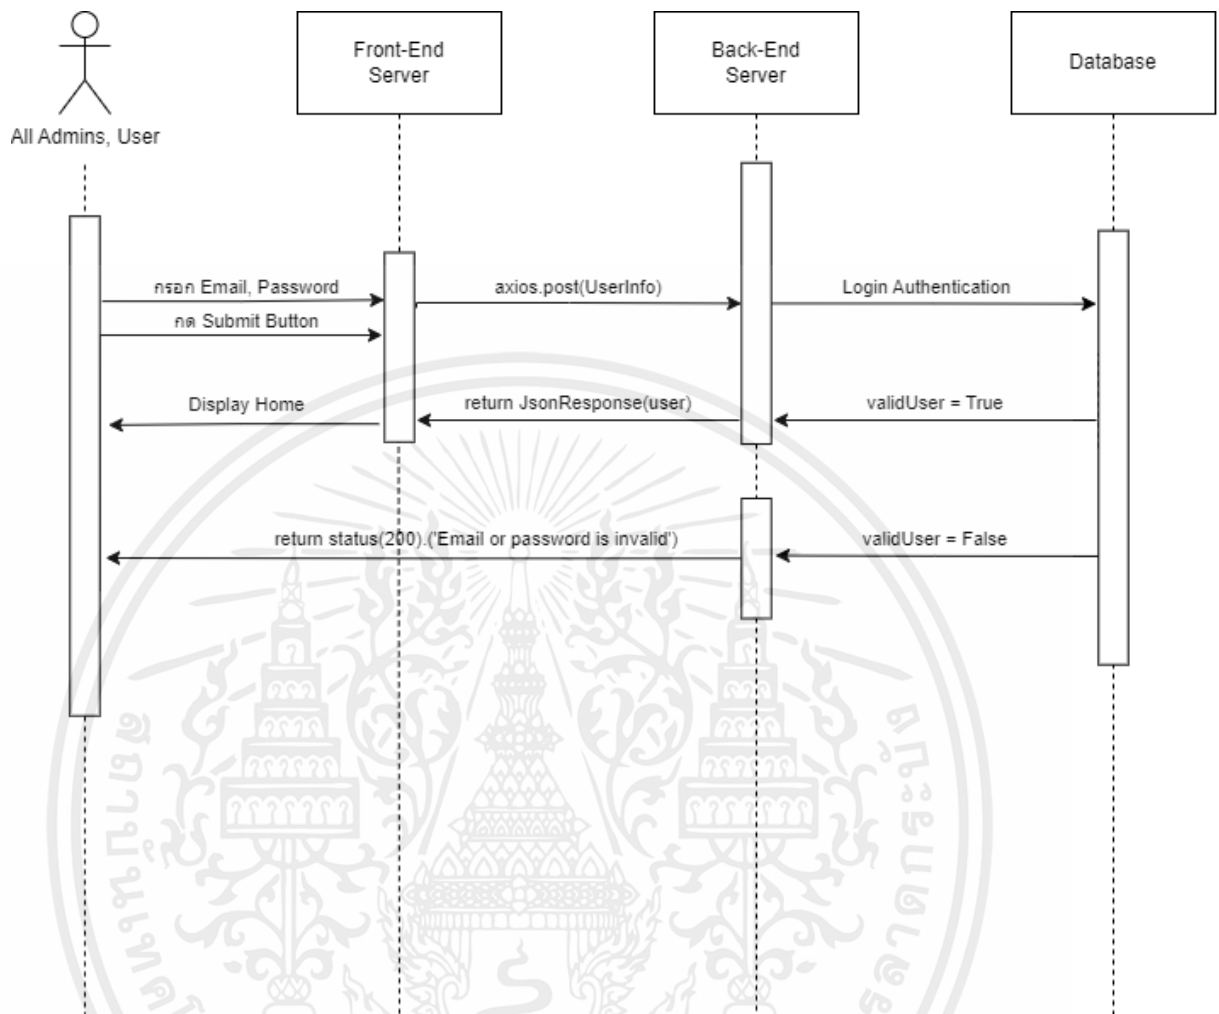 Front-End
Server
Back-End
Server
Database
All Admins, User
กรอก Email, Password
axios.post(UserInfo)
Login Authentication
กด Submit Button
Display Home
return JsonResponse(user)
validUser = True
return status(200).('Email or password is invalid')
validUser = False